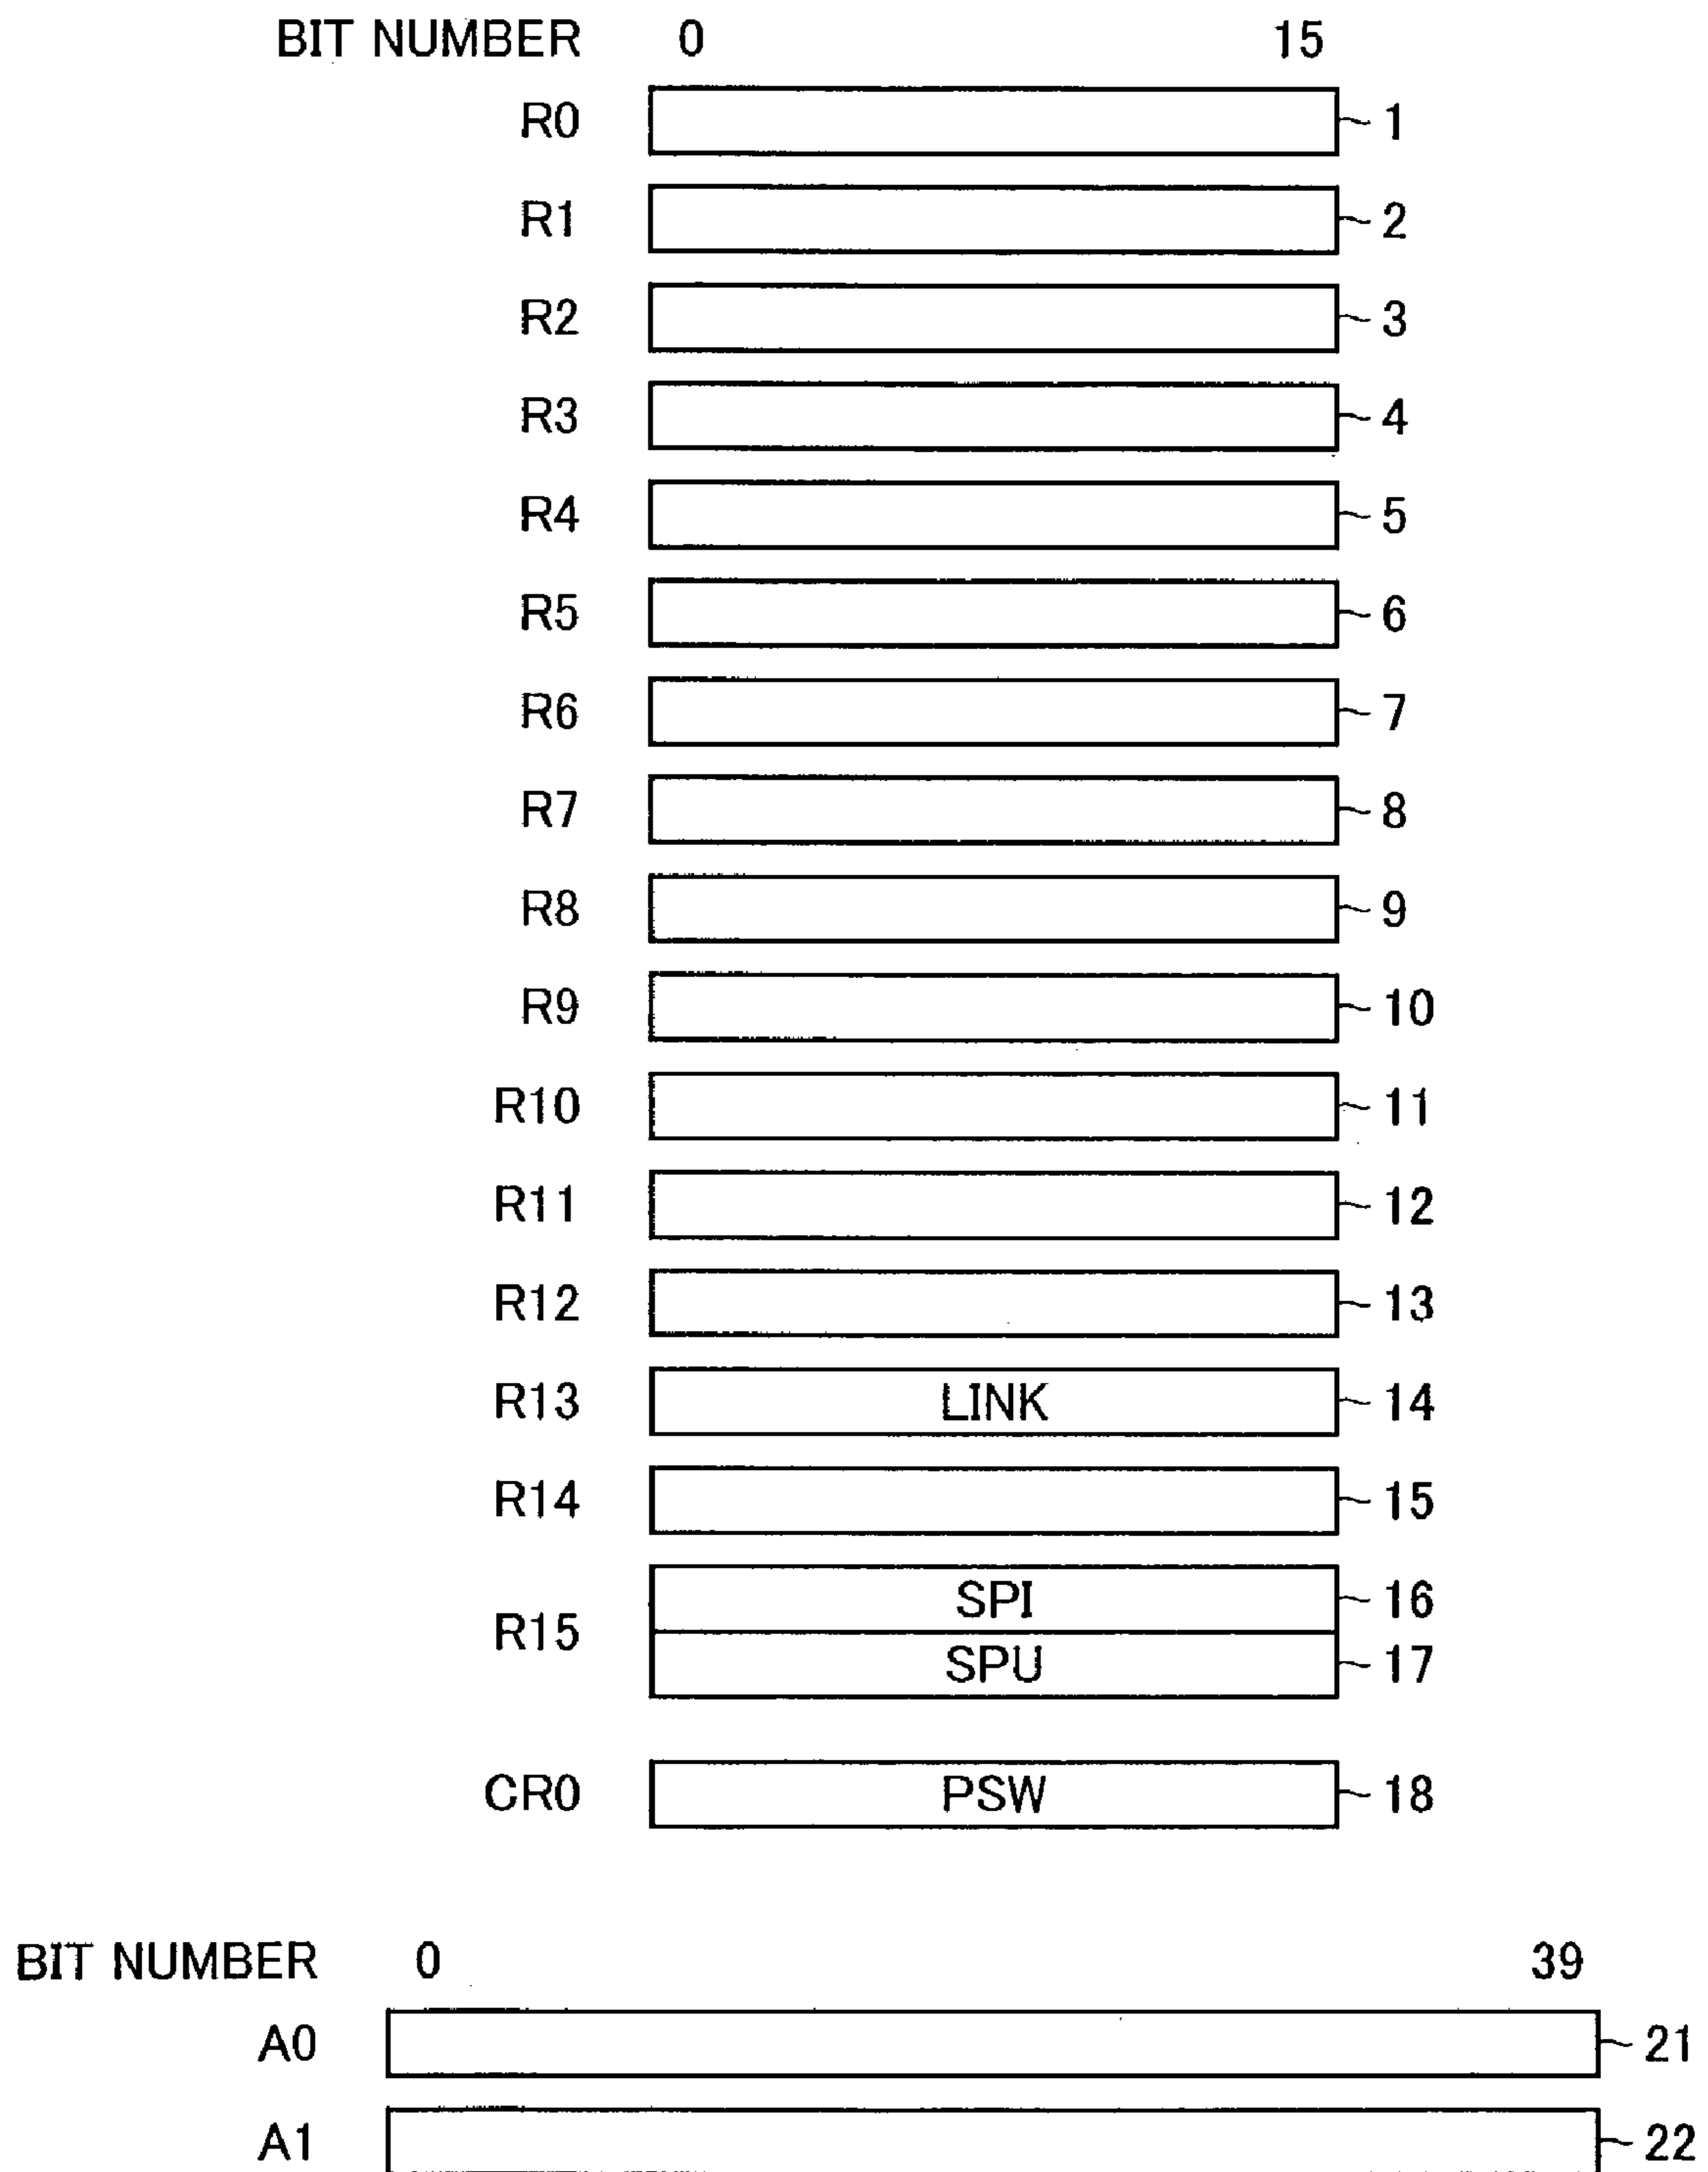 BIT NUMBER 0 15
R0 1
R1 2
R2 3
R3 4
R4 5
R5 6
R6 7
R7 8
R8 9
R9 10
R10 11
R11 12
R12 13
R13 LINK 14
R14 15
SPI 16
R15
SPU 17
CR0 PSW 18
BIT NUMBER 0 39
A0 21
A1 22